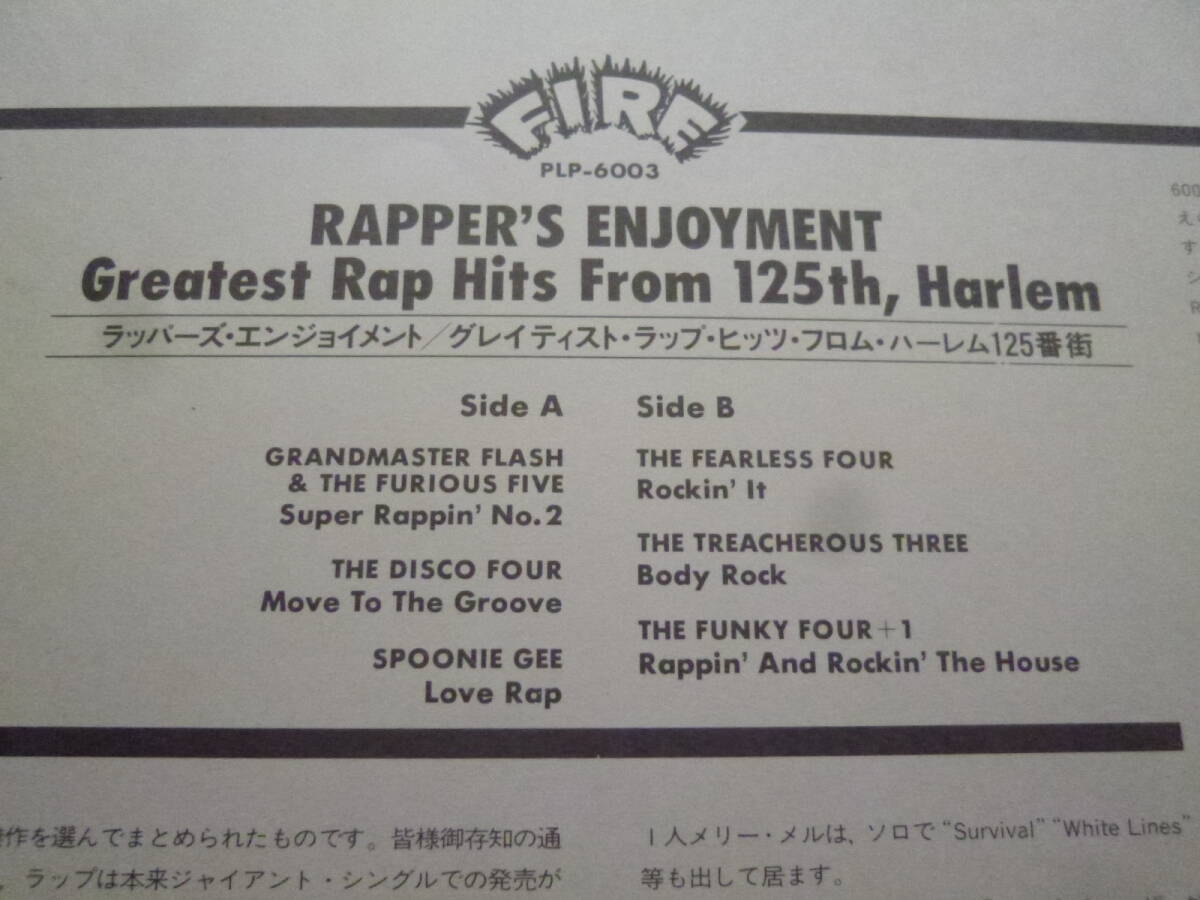 FIRE
PLP-6003
RAPPER'S ENJOYMENT
Greatest Rap Hits From 125th, Harlem
ラッパーズ・エンジョイメント/グレイティスト・ラップ・ヒッツ・フロム・ハーレム125番街
Side A
GRANDMASTER FLASH
& THE FURIOUS FIVE
Super Rappin' No.2
THE DISCO FOUR
Move To The Groove
SPOONIE GEE
Love Rap
Side B
THE FEARLESS FOUR
Rockin' It
THE TREACHEROUS THREE
Body Rock
THE FUNKY FOUR+1
Rappin' And Rockin' The House
作を選んでまとめられたものです。皆様御存知の通
、ラップは本来ジャイアント・シングルでの発売が
1人メリー・メルは、ソロで“Survival”“White Lines”
等も出して居ます。
600
え
す